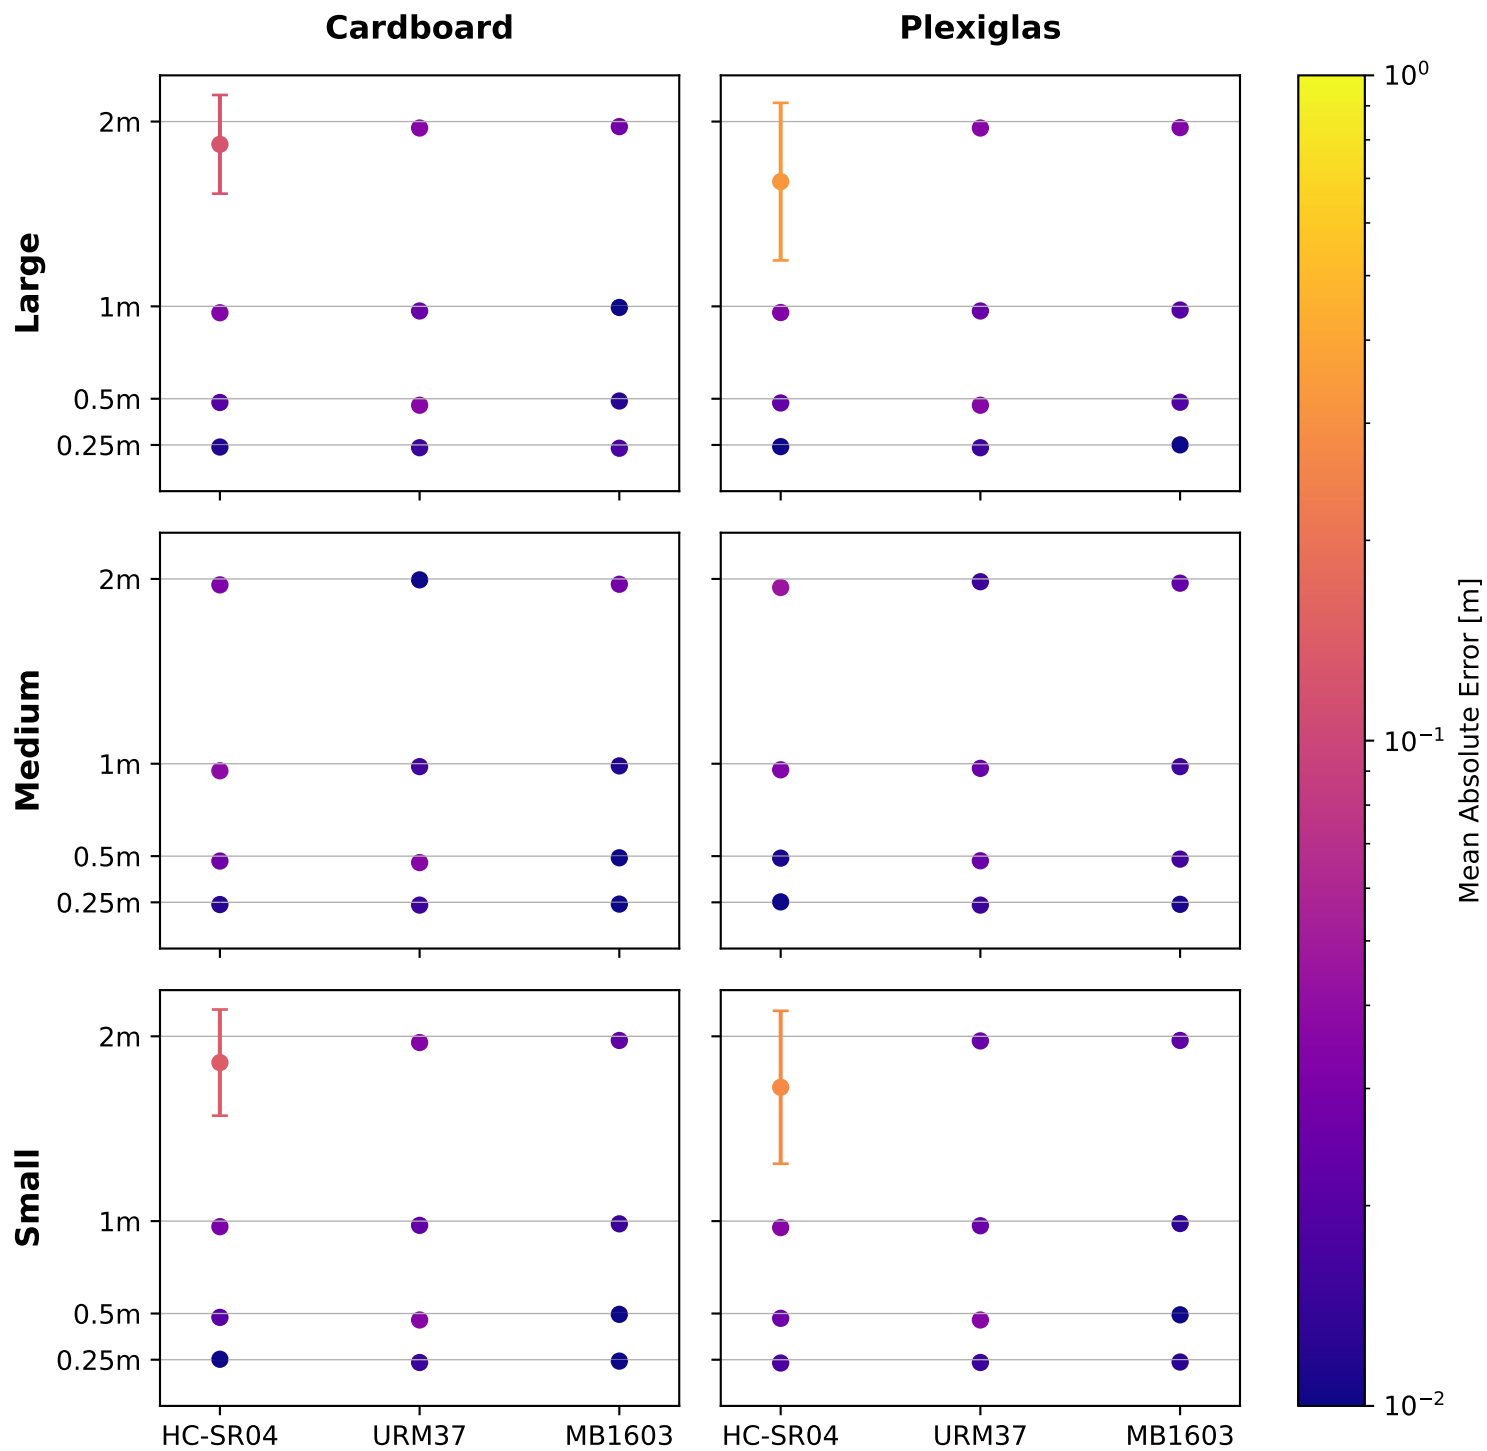 Cardboard
Plexiglas
Large
2m
1m
0.5m
0.25m
Medium
2m
1m
0.5m
0.25m
Small
2m
1m
0.5m
0.25m
HC-SR04
URM37
MB1603
HC-SR04
URM37
MB1603
10⁰
10⁻¹
10⁻²
Mean Absolute Error [m]